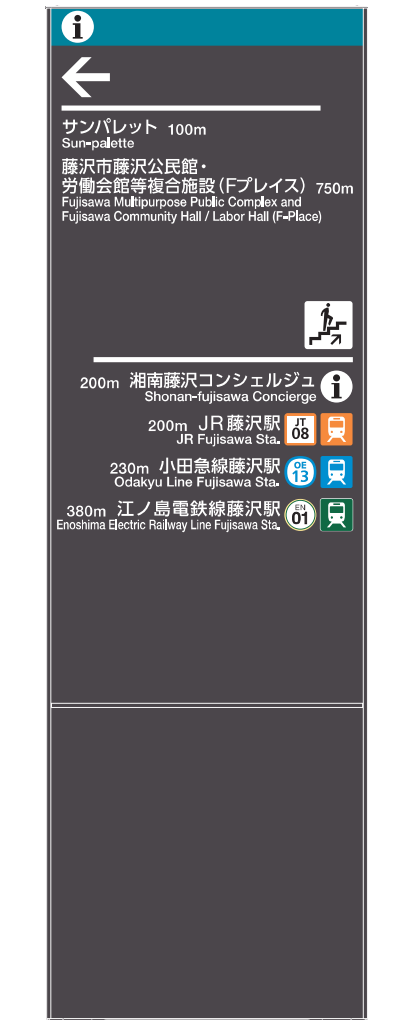 サンパレット 100m
Sun-palette
藤沢市藤沢公民館・
労働会館等複合施設(Fプレイス) 750m
Fujisawa Multipurpose Public Complex and
Fujisawa Community Hall / Labor Hall (F-Place)
200m 湘南藤沢コンシェルジュ
Shonan-fujisawa Concierge
200m JR藤沢駅 JT 08
JR Fujisawa Sta.
230m 小田急線藤沢駅 OE 13
Odakyu Line Fujisawa Sta.
380m 江ノ島電鉄線藤沢駅 EN 01
Enoshima Electric Railway Line Fujisawa Sta.